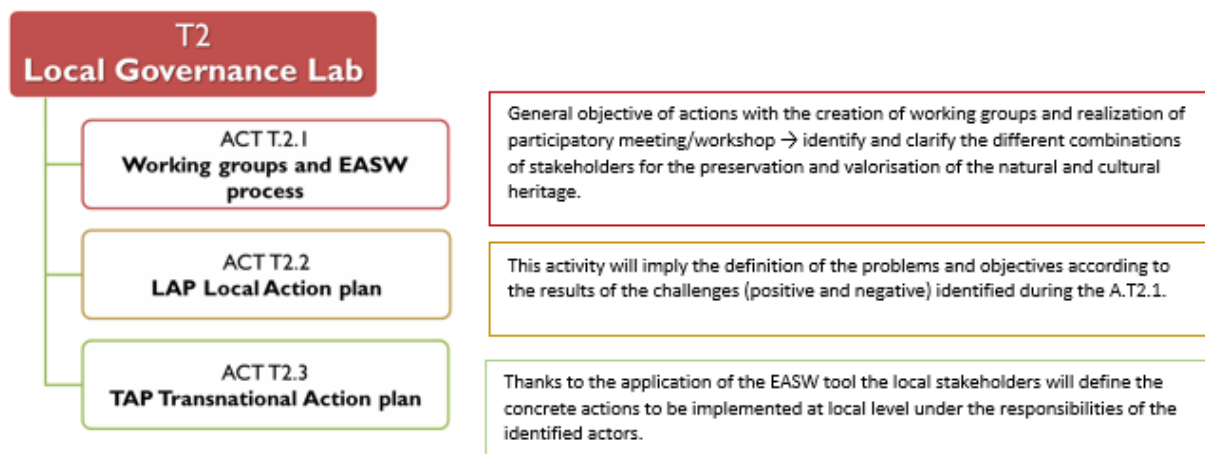 T2
Local Governance Lab
ACT T.2.1
Working groups and EASW
process
General objective of actions with the creation of working groups and realization of
participatory meeting/workshop → identify and clarify the different combinations
of stakeholders for the preservation and valorisation of the natural and cultural
heritage.
ACT T2.2
LAP Local Action plan
This activity will imply the definition of the problems and objectives according to
the results of the challenges (positive and negative) identified during the A.T2.1.
ACT T2.3
TAP Transnational Action plan
Thanks to the application of the EASW tool the local stakeholders will define the
concrete actions to be implemented at local level under the responsibilities of the
identified actors.